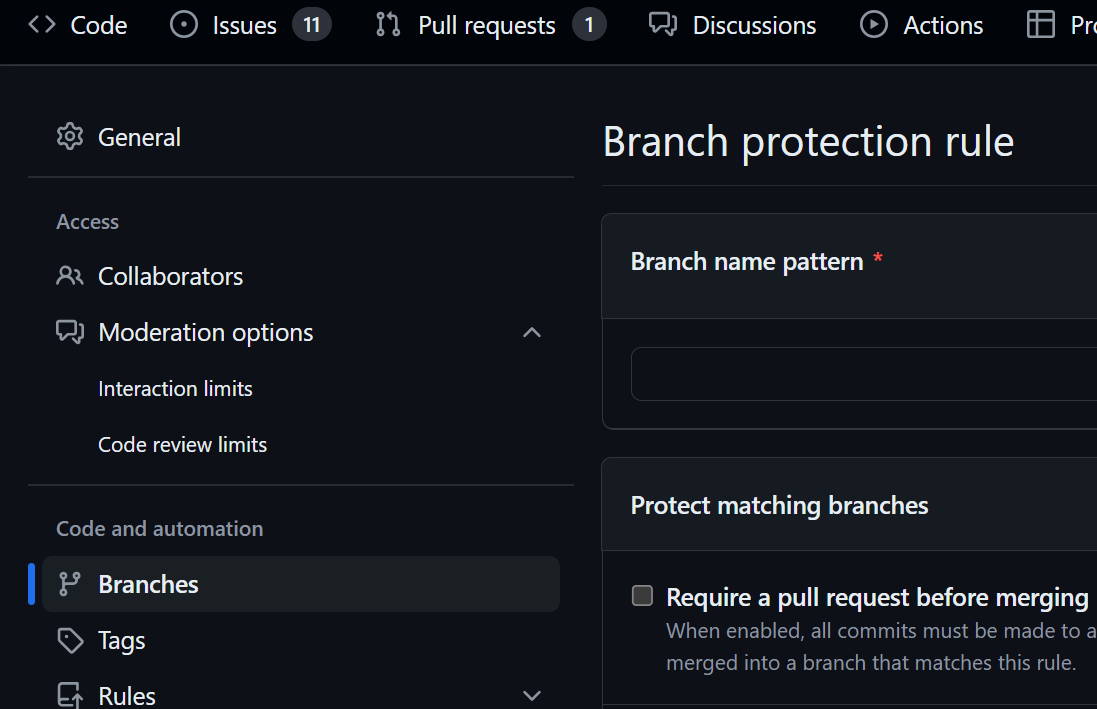 Code Issues 11 Pull requests 1 Discussions Actions
General
Branch protection rule
Access
Collaborators
Moderation options
Interaction limits
Code review limits
Code and automation
Branches
Tags
Rules
Branch name pattern *
Protect matching branches
Require a pull request before merging
When enabled, all commits must be made to a
merged into a branch that matches this rule.